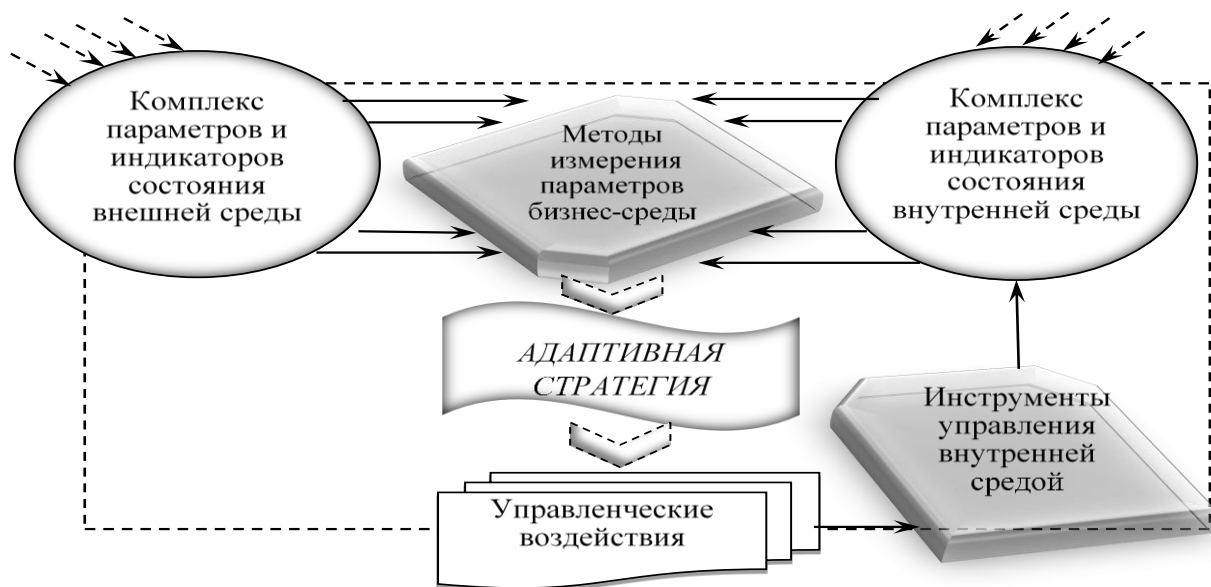 Комплекс
параметров и
индикаторов
состояния
внешней среды
Методы
измерения
параметров
бизнес-среды
Комплекс
параметров и
индикаторов
состояния
внутренней среды
АДАПТИВНАЯ
СТРАТЕГИЯ
Инструменты
управления
внутренней
средой
Управленческие
воздействия